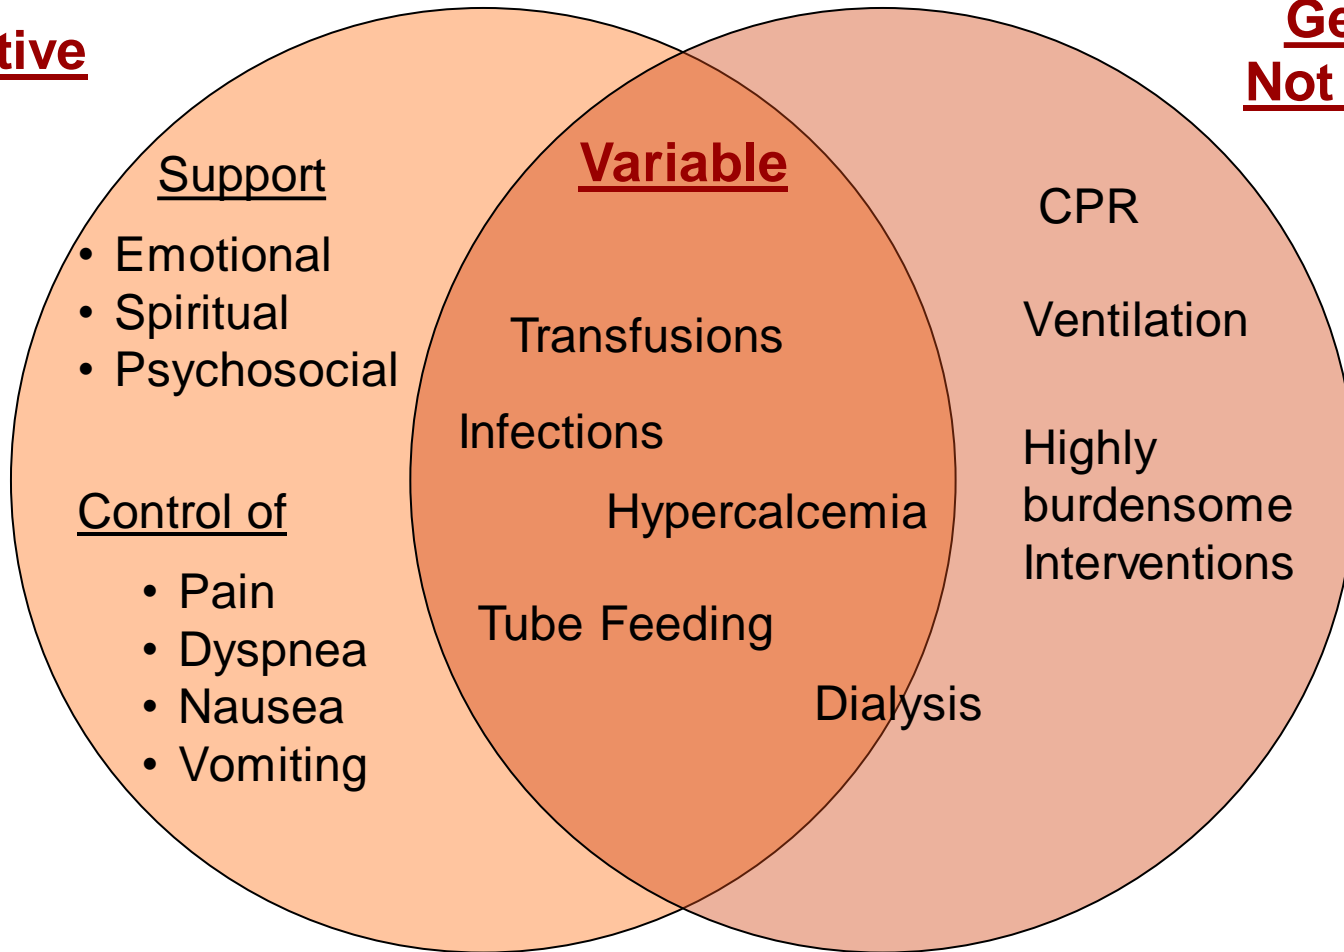 tive
Ge
Not
Variable
Support
• Emotional
• Spiritual
• Psychosocial
Control of
• Pain
• Dyspnea
• Nausea
• Vomiting
Transfusions
Infections
Hypercalcemia
Tube Feeding
Dialysis
CPR
Ventilation
Highly
burdensome
Interventions